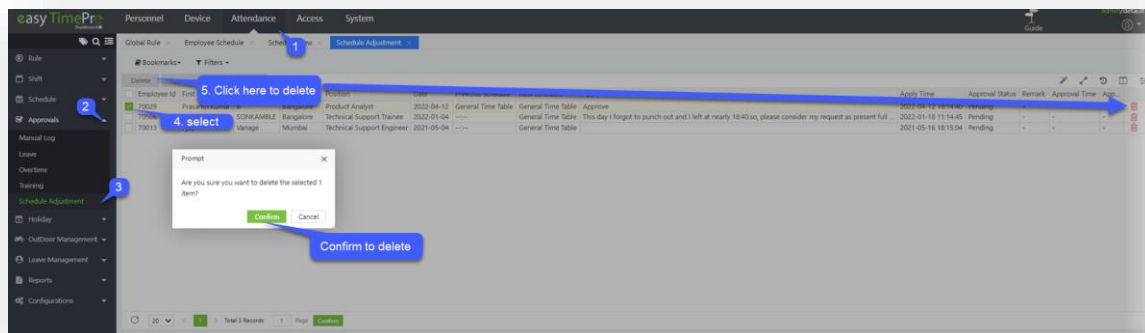 easy TimePro
Personnel Device Attendance Access System
Guide
1
Global Rule Employee Schedule Schedule Adjustment
Rule
Bookmarks Filters
Shift
Delete
5. Click here to delete
Schedule
Employee Id First Position Date Apply Time Approval Status Remark Approval Time
2
70029 Bangalore Product Analyst 2022-04-12 General Time Table General Time Table Approve 2022-04-12 18:14:40 Pending
Approvals
4. select
SONKAMBLE Bangalore Technical Support Trainee 2022-01-04 General Time Table This day I forgot to punch out and I left at nearly 18:40.so, please consider my request as present full ... 2022-01-18 11:14:45 Pending
70013 Vanage Mumbai Technical Support Engineer 2021-05-04 General Time Table 2021-05-16 18:15:04 Pending
Manual Log
Leave
Prompt
Overtime
Training
Are you sure you want to delete the selected 1
item?
3
Schedule Adjustment
Holiday
Confirm Cancel
OutDoor Management
Confirm to delete
Leave Management
Reports
Configurations
20 1 Total 3 Records 1 Page Confirm